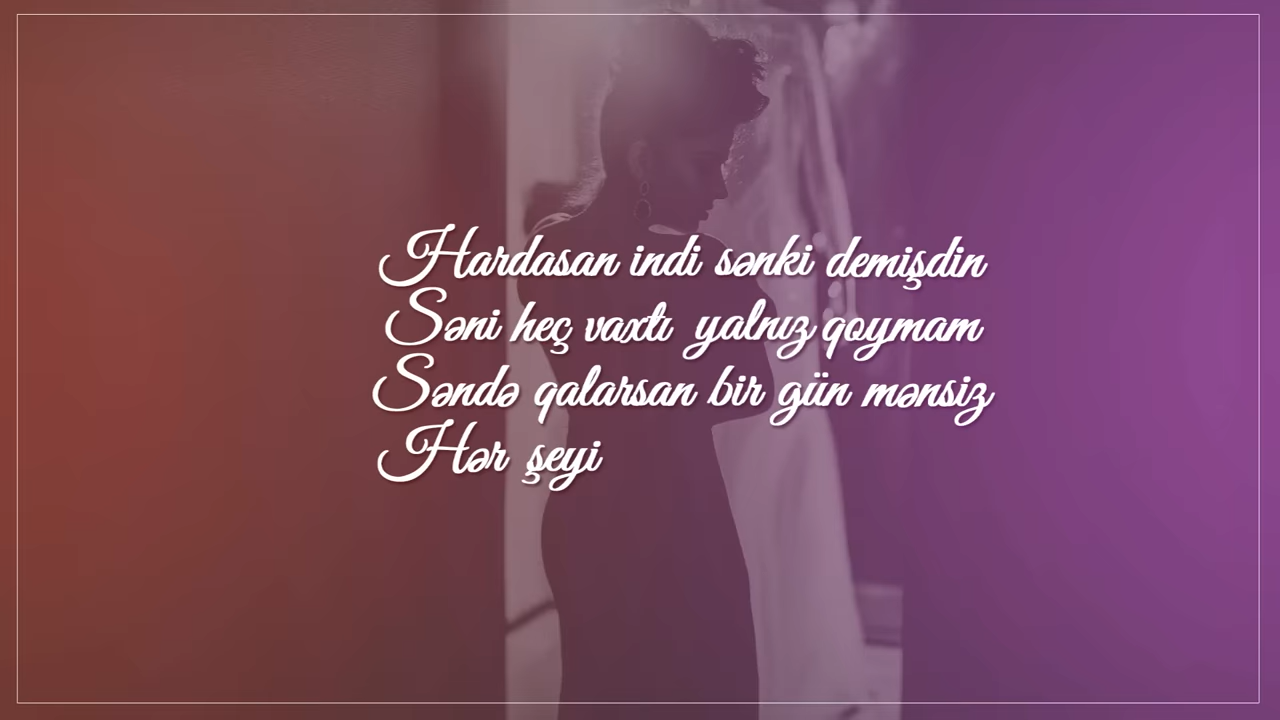 Hardasan indi sənki demişdin
Səni heç vaxtı yalnız qoymam
Səndə qalarsan bir gün mənsiz
Hər şeyi